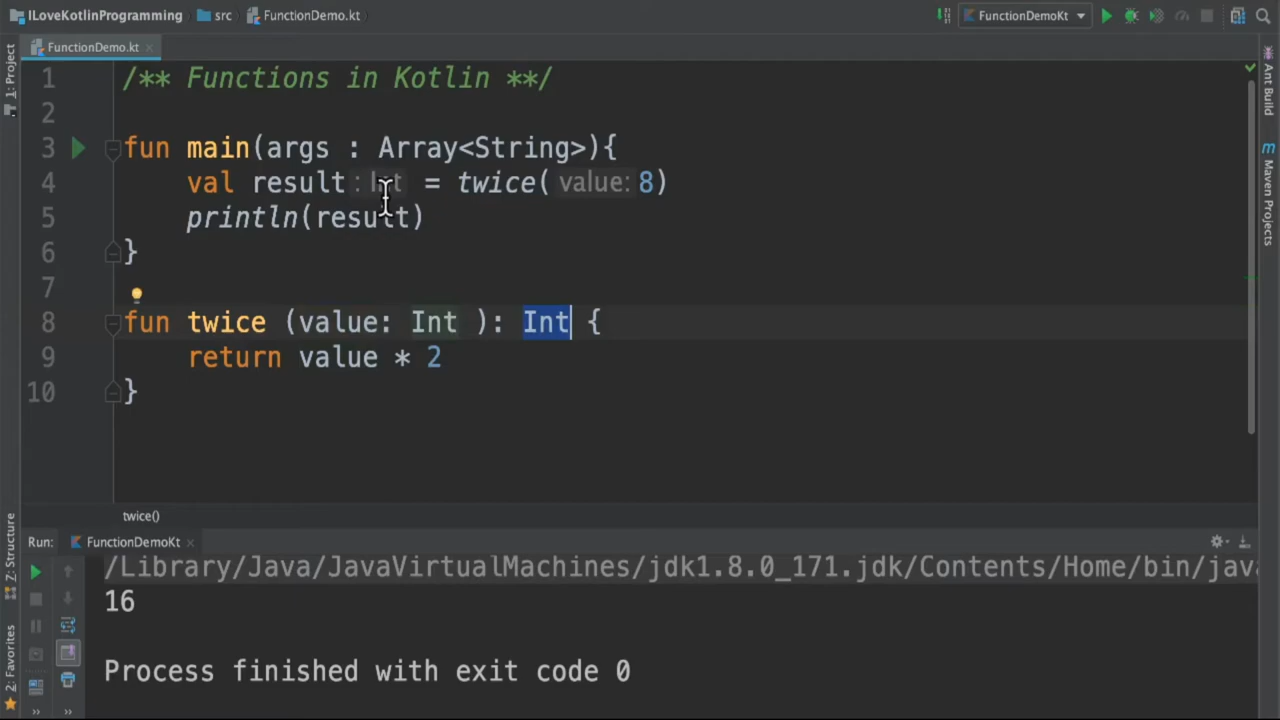 ILoveKotlinProgramming src FunctionDemo.kt FunctionDemoKt
FunctionDemo.kt
1: Project
Ant Build
Maven Projects
1 /** Functions in Kotlin **/
2
3 fun main(args : Array<String>){
4 val result : Int = twice( value: 8)
5 println(result)
6 }
7
8 fun twice (value: Int ): Int {
9 return value * 2
10 }
twice()
Z: Structure
2: Favorites
Run: FunctionDemoKt
/Library/Java/JavaVirtualMachines/jdk1.8.0_171.jdk/Contents/Home/bin/java
16
Process finished with exit code 0